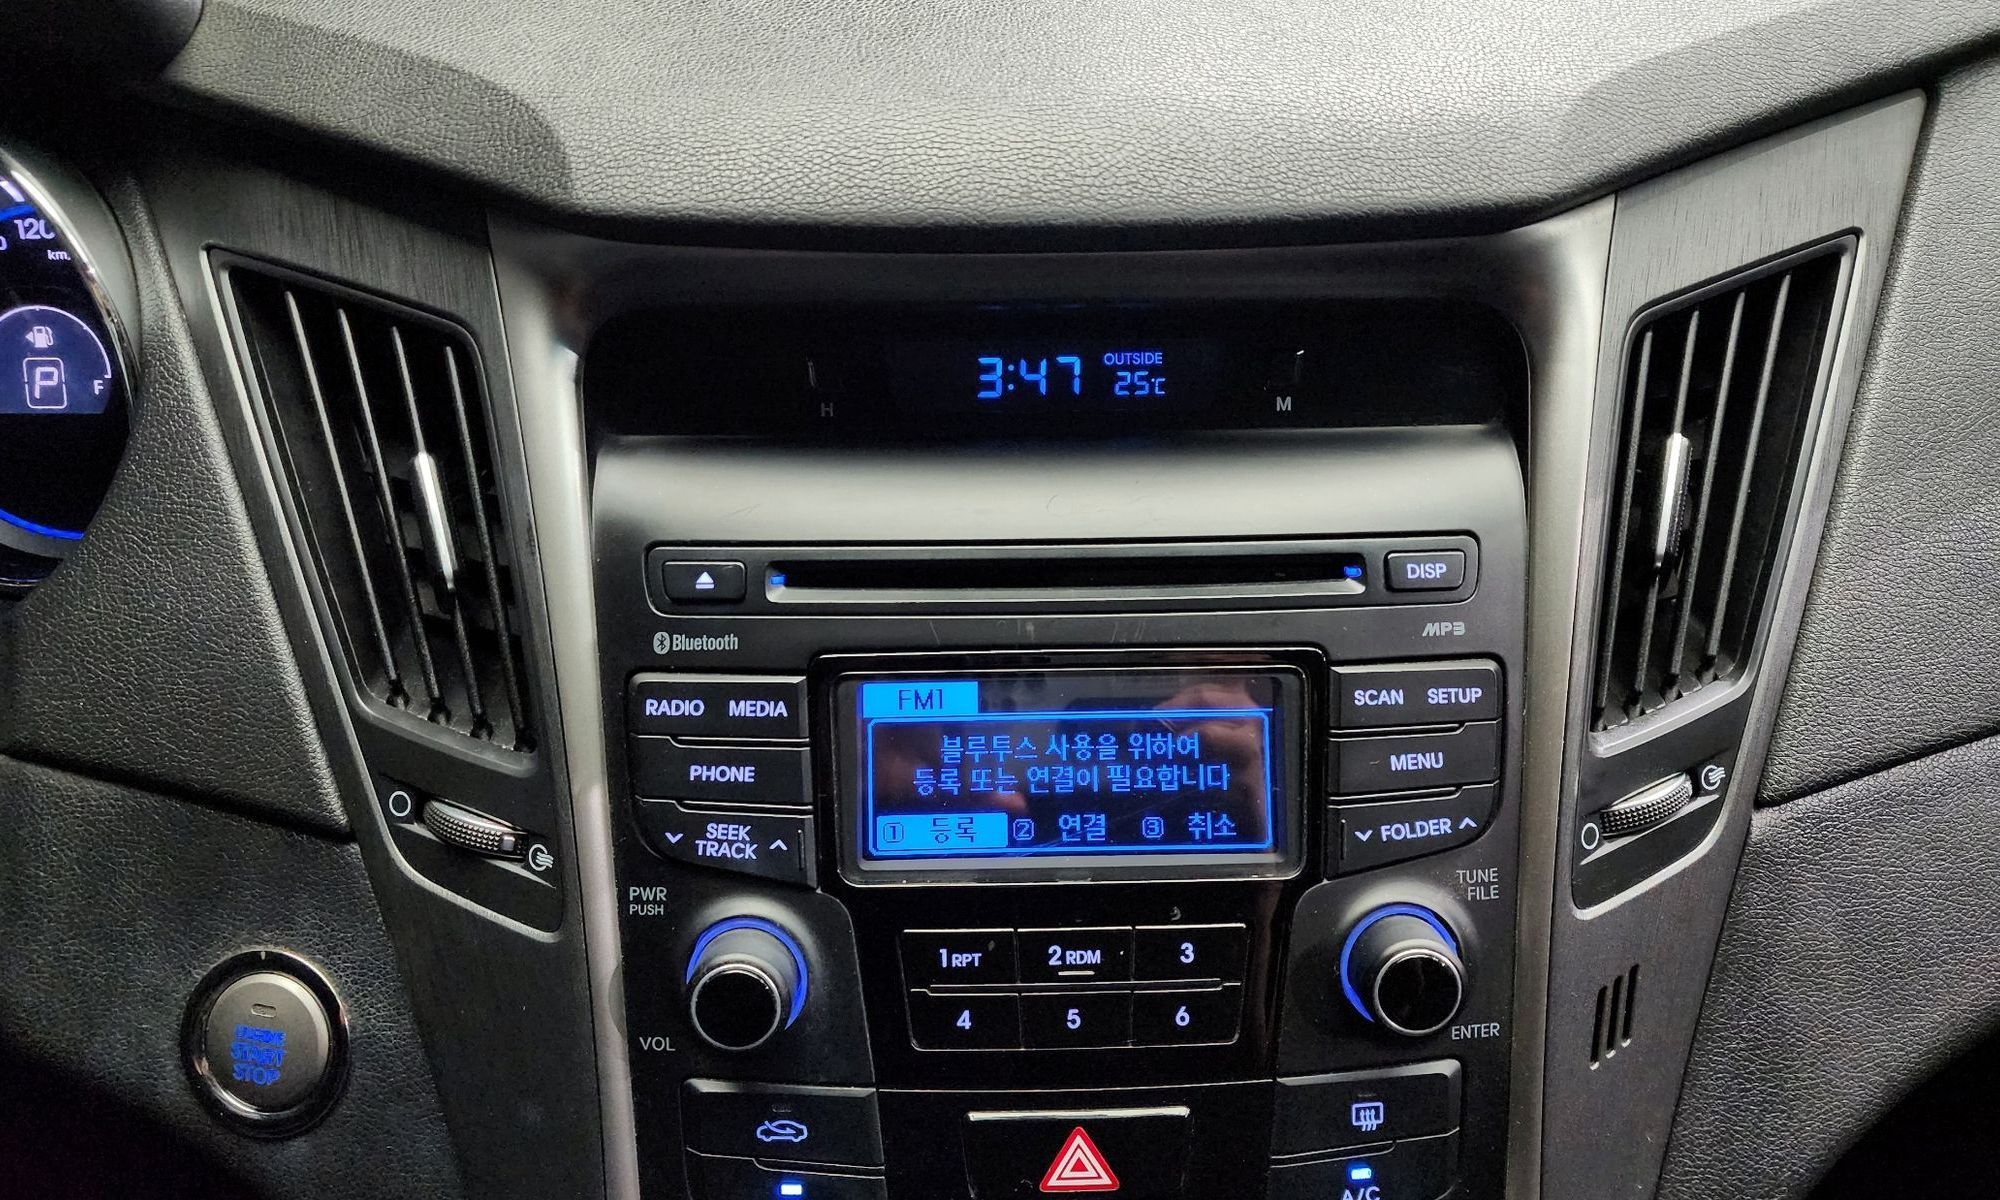 120
km
P
F
3:47 OUTSIDE
25°C
H
M
DISP
Bluetooth
MP3
RADIO MEDIA
PHONE
SEEK
TRACK
FM1
블루투스 사용을 위하여
등록 또는 연결이 필요합니다
1 등록 2 연결 3 취소
SCAN SETUP
MENU
FOLDER
PWR
PUSH
VOL
TUNE
FILE
ENTER
1 RPT 2 RDM 3
4 5 6
ENGINE
START
STOP
A/C